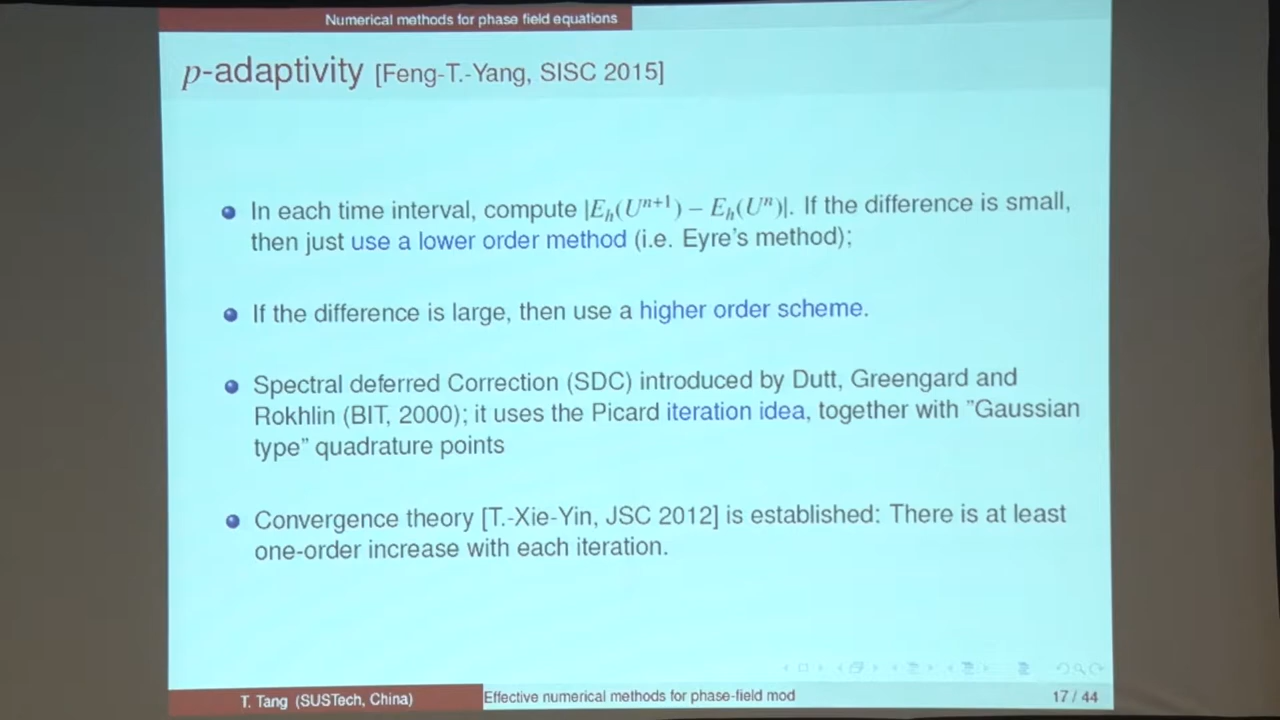 Numerical methods for phase field equations
p-adaptivity [Feng-T.-Yang, SISC 2015]
In each time interval, compute |E_h(U^{n+1}) − E_h(U^n)|. If the difference is small,
then just use a lower order method (i.e. Eyre's method);
If the difference is large, then use a higher order scheme.
Spectral deferred Correction (SDC) introduced by Dutt, Greengard and
Rokhlin (BIT, 2000); it uses the Picard iteration idea, together with ”Gaussian
type” quadrature points
Convergence theory [T.-Xie-Yin, JSC 2012] is established: There is at least
one-order increase with each iteration.
T. Tang (SUSTech, China)
Effective numerical methods for phase-field mod
17 / 44